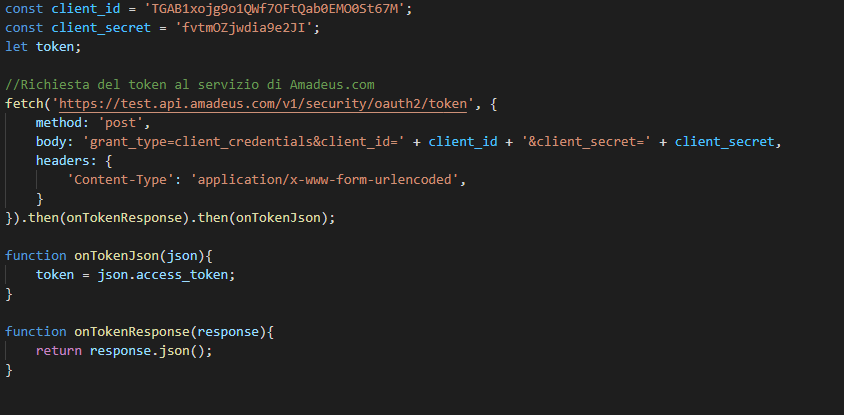 const client_id = 'TGAB1xojg9o1QWf7OFtQab0EMO0St67M';
const client_secret = 'fvtmOZjwdia9e2JI';
let token;
//Richiesta del token al servizio di Amadeus.com
fetch('https://test.api.amadeus.com/v1/security/oauth2/token', {
method: 'post',
body: 'grant_type=client_credentials&client_id=' + client_id + '&client_secret=' + client_secret,
headers: {
'Content-Type': 'application/x-www-form-urlencoded',
}
}).then(onTokenResponse).then(onTokenJson);
function onTokenJson(json){
token = json.access_token;
}
function onTokenResponse(response){
return response.json();
}